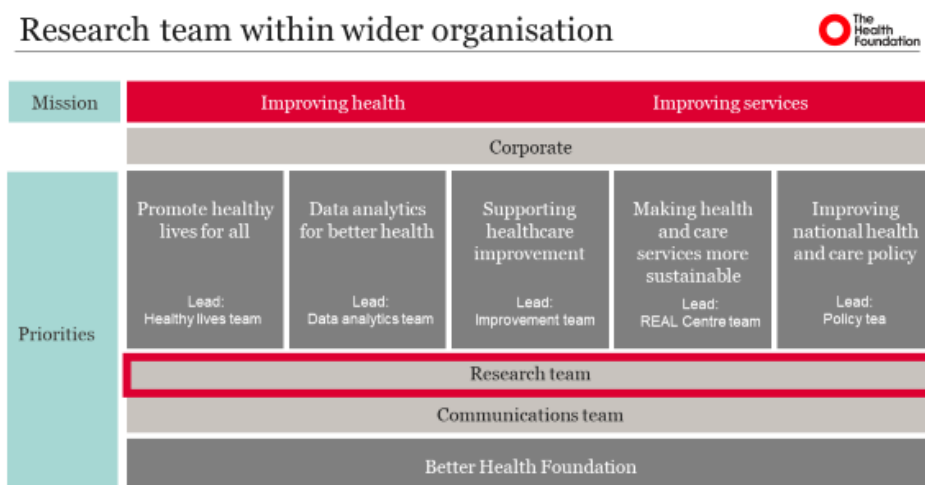 Research team within wider organisation
The
Health
Foundation
Mission
Improving health
Improving services
Corporate
Priorities
Promote healthy
lives for all
Lead:
Healthy lives team
Data analytics
for better health
Lead:
Data analytics team
Supporting
healthcare
improvement
Lead:
Improvement team
Making health
and care
services more
sustainable
Lead:
REAL Centre team
Improving
national health
and care policy
Lead:
Policy tea
Research team
Communications team
Better Health Foundation